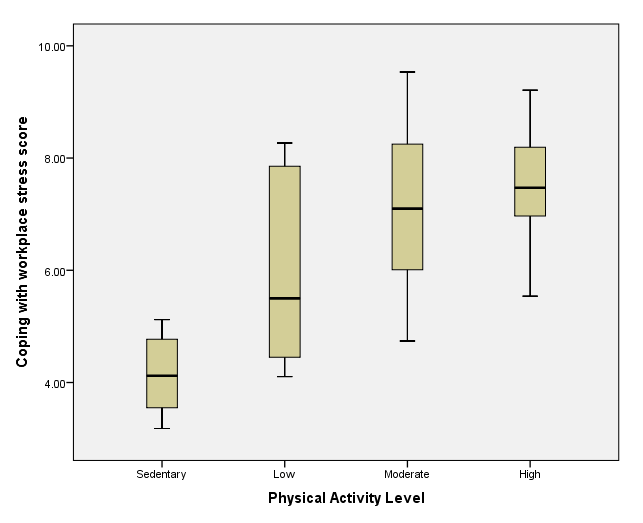 10.00
8.00
6.00
4.00
Coping with workplace stress score
Sedentary
Low
Moderate
High
Physical Activity Level